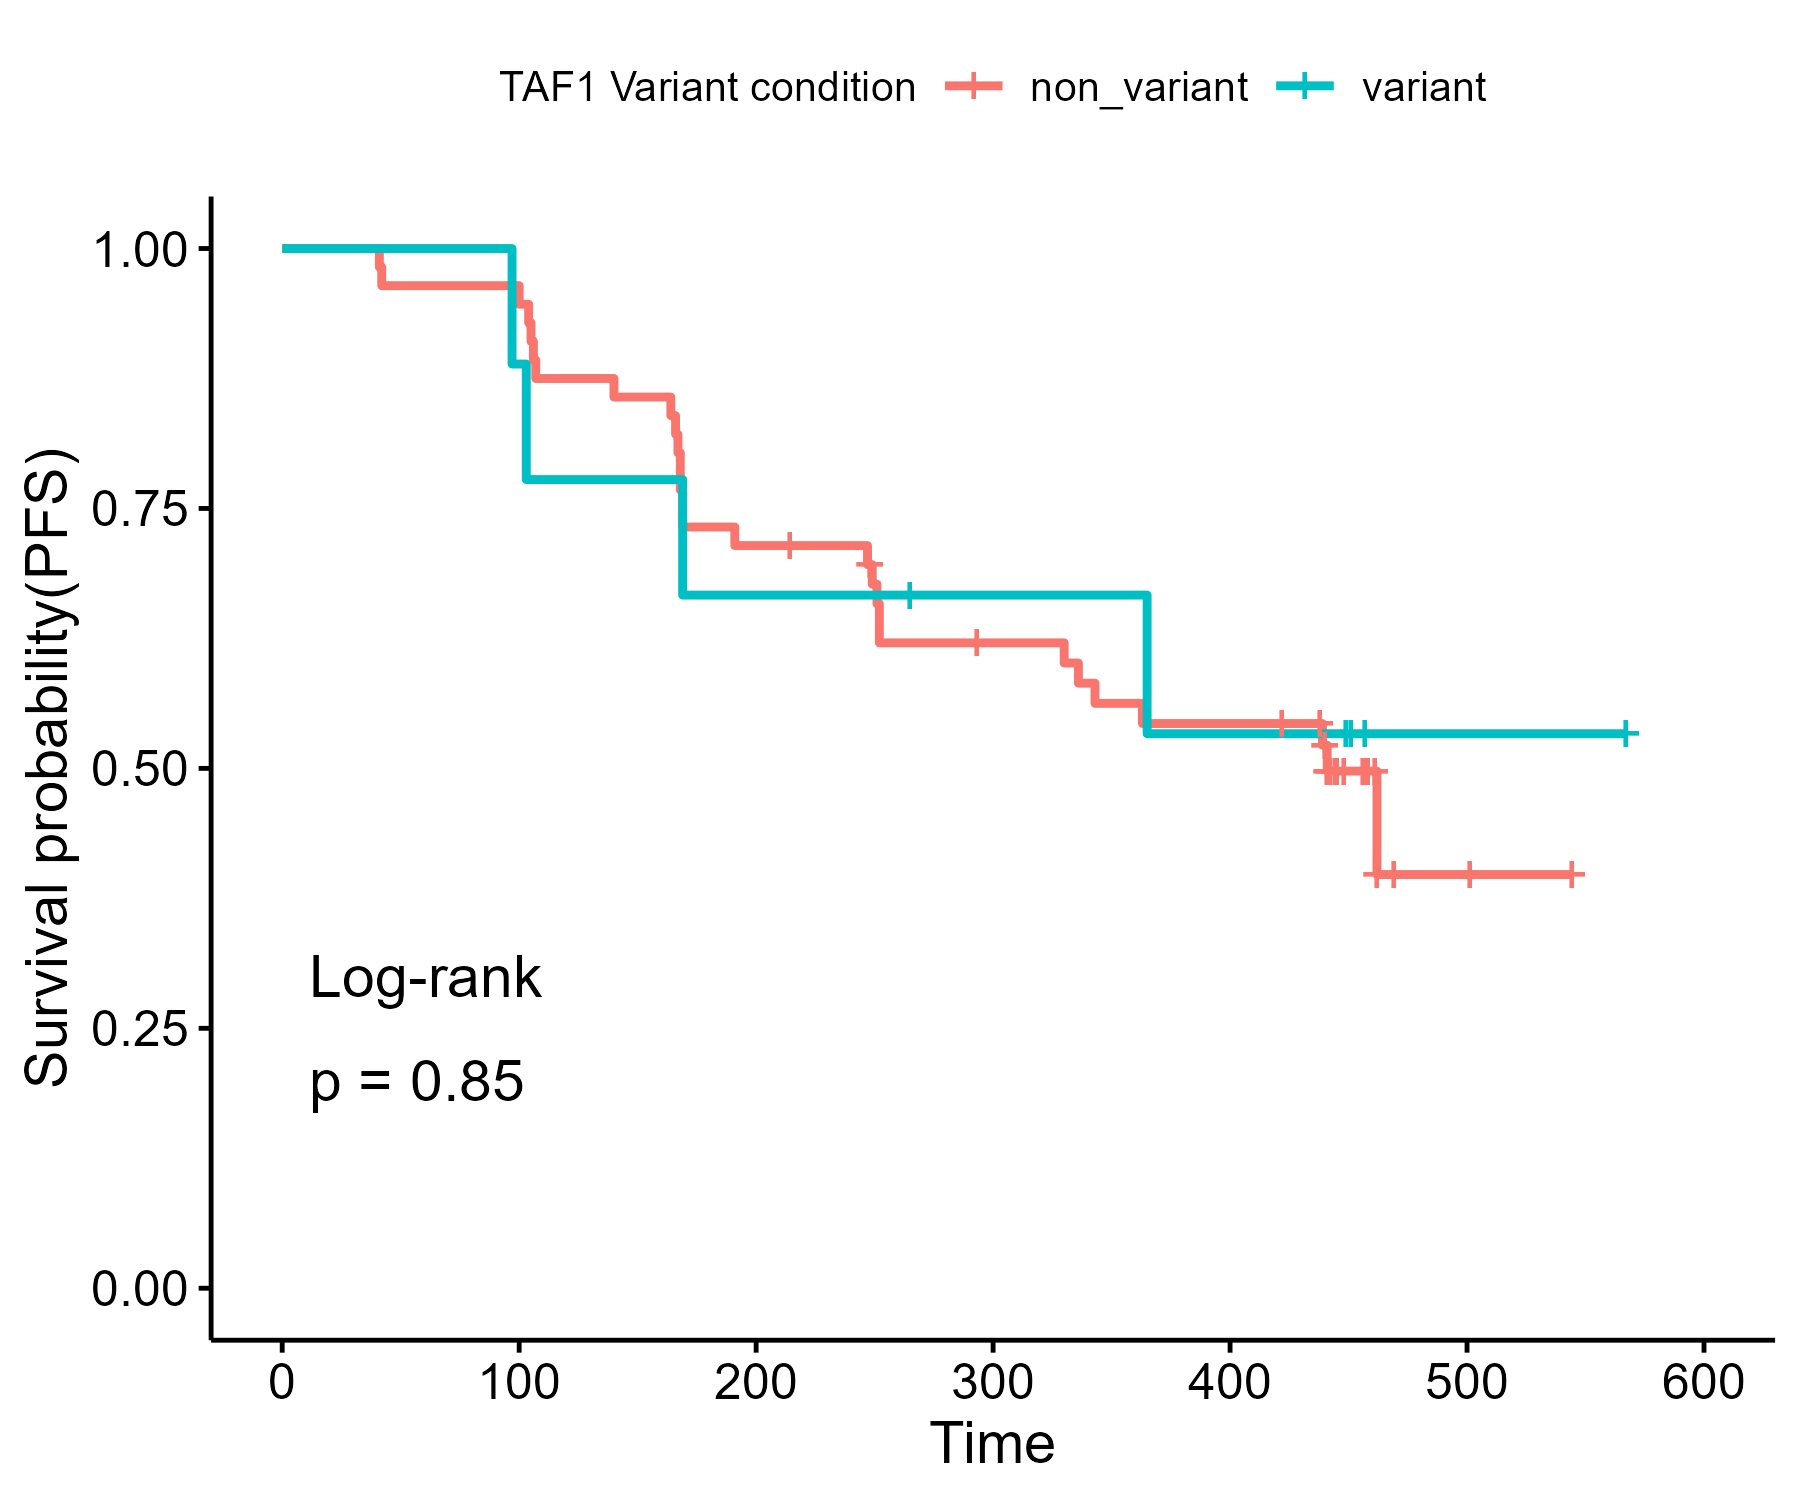 TAF1 Variant condition non_variant variant
Survival probability(PFS)
1.00
0.75
0.50
0.25
0.00
Log-rank
p = 0.85
0 100 200 300 400 500 600
Time